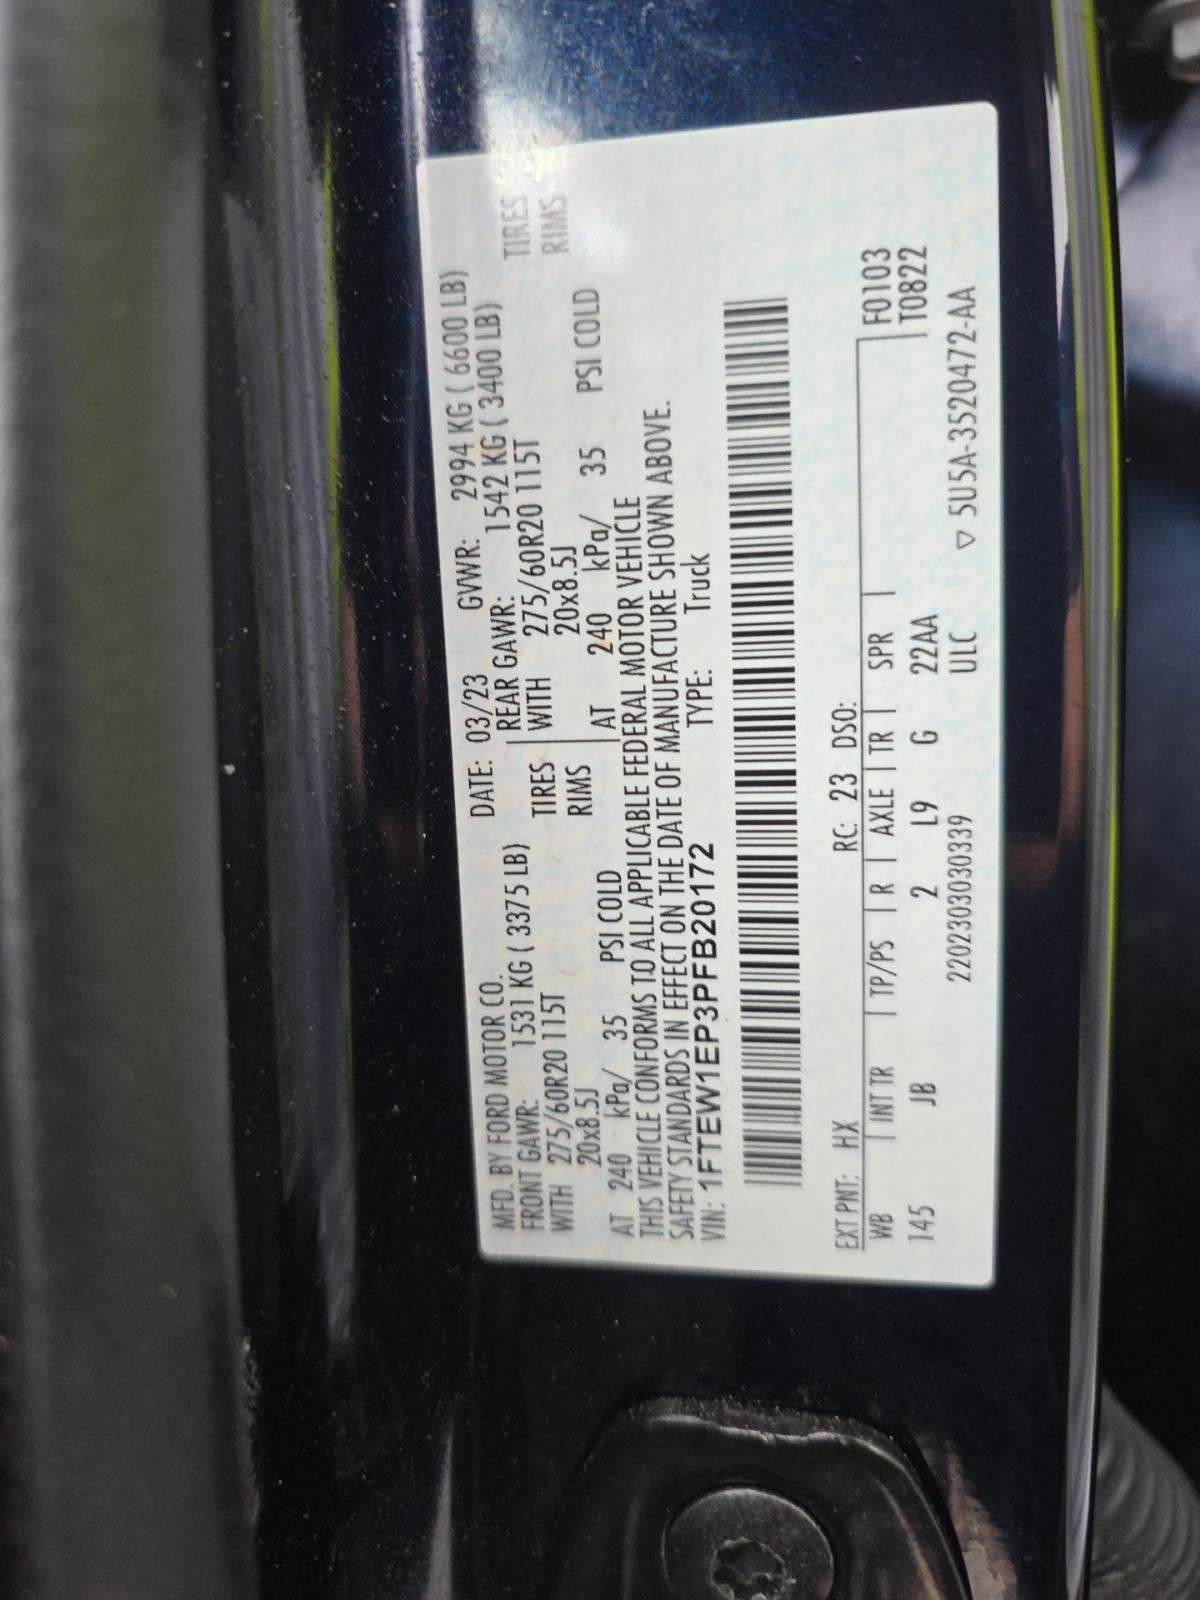 MFD. BY FORD MOTOR CO. DATE: 03/23 GVWR: 2994 KG ( 6600 LB)
FRONT GAWR: 1531 KG ( 3375 LB) REAR GAWR: 1542 KG ( 3400 LB)
WITH 275/60R20 115T TIRES WITH 275/60R20 115T TIRES
20x8.5J RIMS 20x8.5J RIMS
AT 240 kPa/ 35 PSI COLD AT 240 kPa/ 35 PSI COLD
THIS VEHICLE CONFORMS TO ALL APPLICABLE FEDERAL MOTOR VEHICLE
SAFETY STANDARDS IN EFFECT ON THE DATE OF MANUFACTURE SHOWN ABOVE.
VIN: 1FTEW1EP3PFB20172 TYPE: Truck
EXT PNT: HX RC: 23 DSO:
WB | INT TR | TP/PS | R | AXLE | TR | SPR | F0103
145 JB 2 L9 G 22AA T0822
2202303030339 ULC ▽ 5U5A-3520472-AA